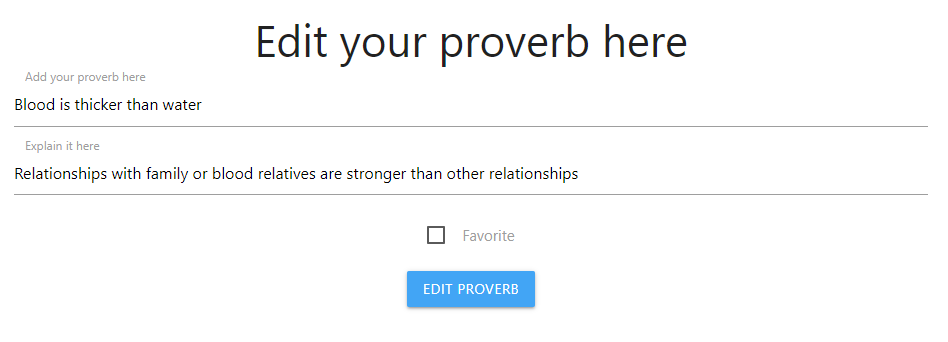 Edit your proverb here
Add your proverb here
Blood is thicker than water
Explain it here
Relationships with family or blood relatives are stronger than other relationships
Favorite
EDIT PROVERB